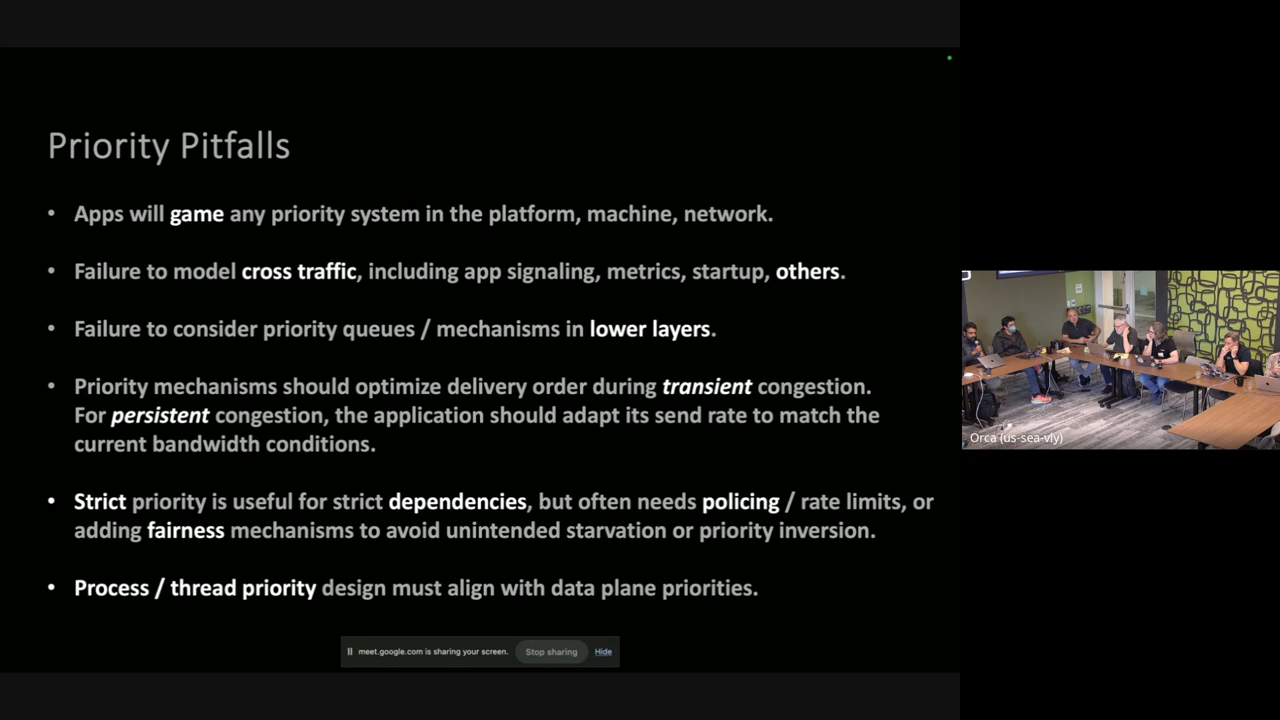 Priority Pitfalls
• Apps will game any priority system in the platform, machine, network.
• Failure to model cross traffic, including app signaling, metrics, startup, others.
• Failure to consider priority queues / mechanisms in lower layers.
• Priority mechanisms should optimize delivery order during transient congestion.
For persistent congestion, the application should adapt its send rate to match the
current bandwidth conditions.
• Strict priority is useful for strict dependencies, but often needs policing / rate limits, or
adding fairness mechanisms to avoid unintended starvation or priority inversion.
• Process / thread priority design must align with data plane priorities.
meet.google.com is sharing your screen. Stop sharing Hide
Orca (us-sea-vly)